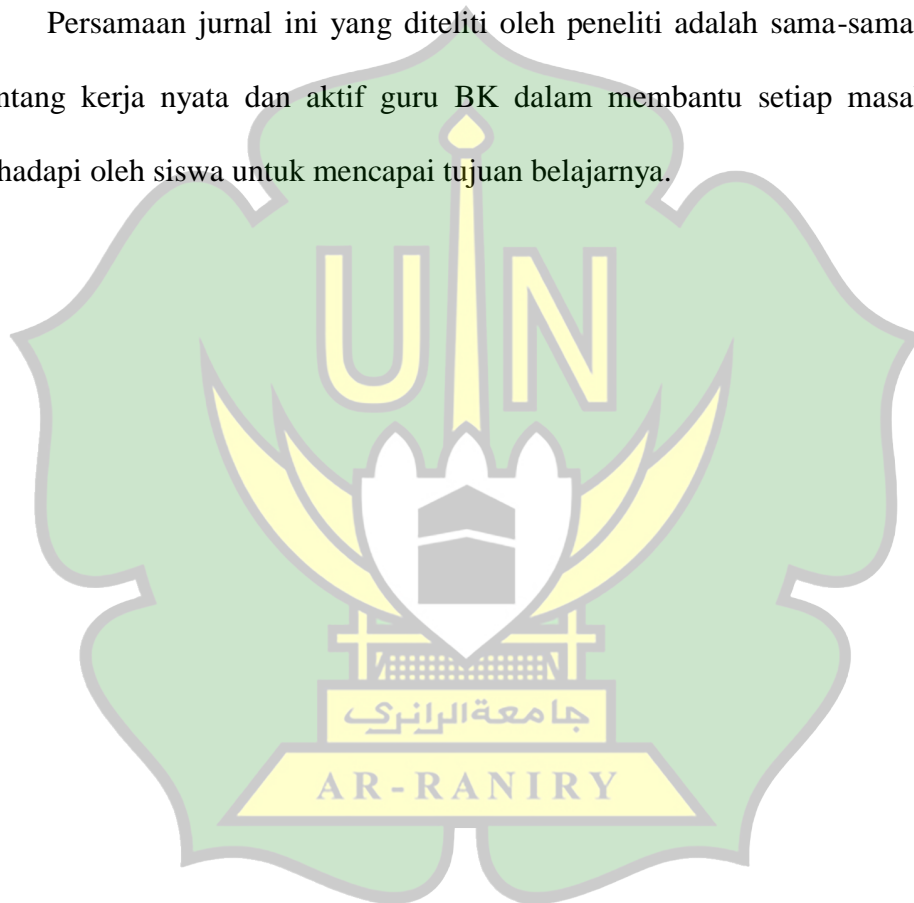 Persamaan jurnal ini yang diteliti oleh peneliti adalah sama-sama
ntang kerja nyata dan aktif guru BK dalam membantu setiap masa
hadapi oleh siswa untuk mencapai tujuan belajarnya.
UIN
جامعة الرانري
AR-RANIRY